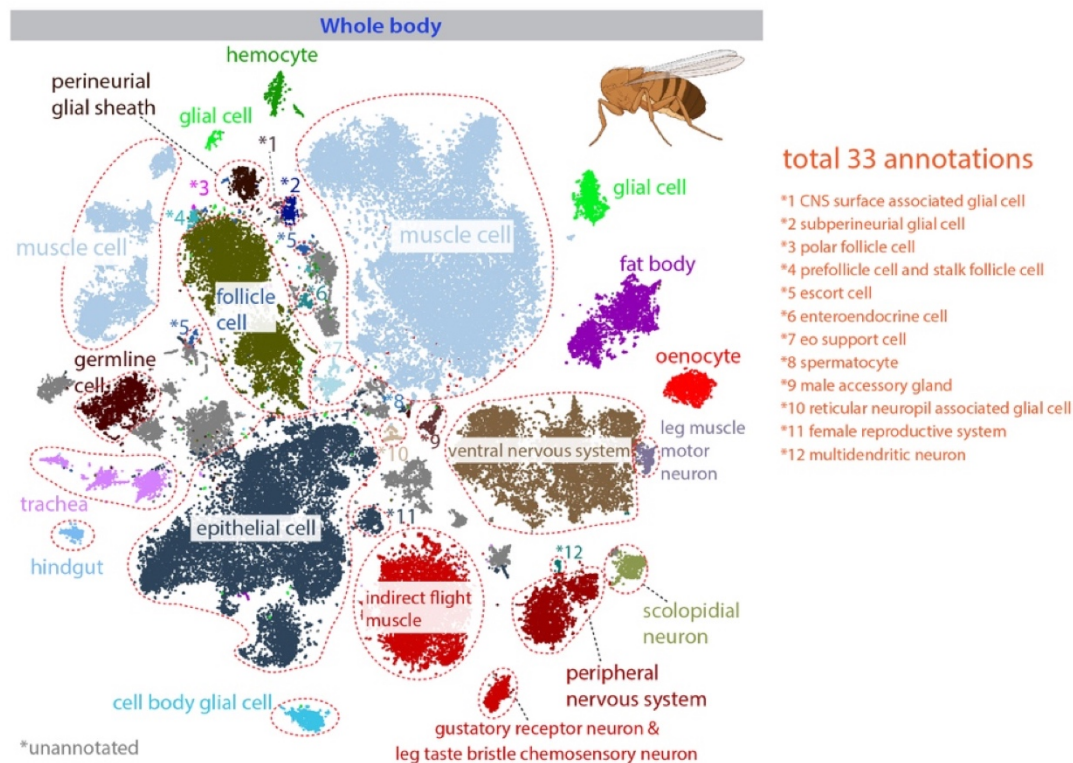 Whole body
hemocyte
perineurial
glial sheath
glial cell
*1
*2
*3
*4
glial cell
muscle cell
muscle cell
*5
*6
follicle
cell
fat body
*5
germline
cell
oenocyte
*8
*9
*10
ventral nervous system
leg muscle
motor
neuron
trachea
epithelial cell
*11
hindgut
*12
indirect flight
muscle
scolopidial
neuron
peripheral
nervous system
cell body glial cell
gustatory receptor neuron &
leg taste bristle chemosensory neuron
*unannotated
total 33 annotations
*1 CNS surface associated glial cell
*2 subperineurial glial cell
*3 polar follicle cell
*4 prefollicle cell and stalk follicle cell
*5 escort cell
*6 enteroendocrine cell
*7 eo support cell
*8 spermatocyte
*9 male accessory gland
*10 reticular neuropil associated glial cell
*11 female reproductive system
*12 multidendritic neuron